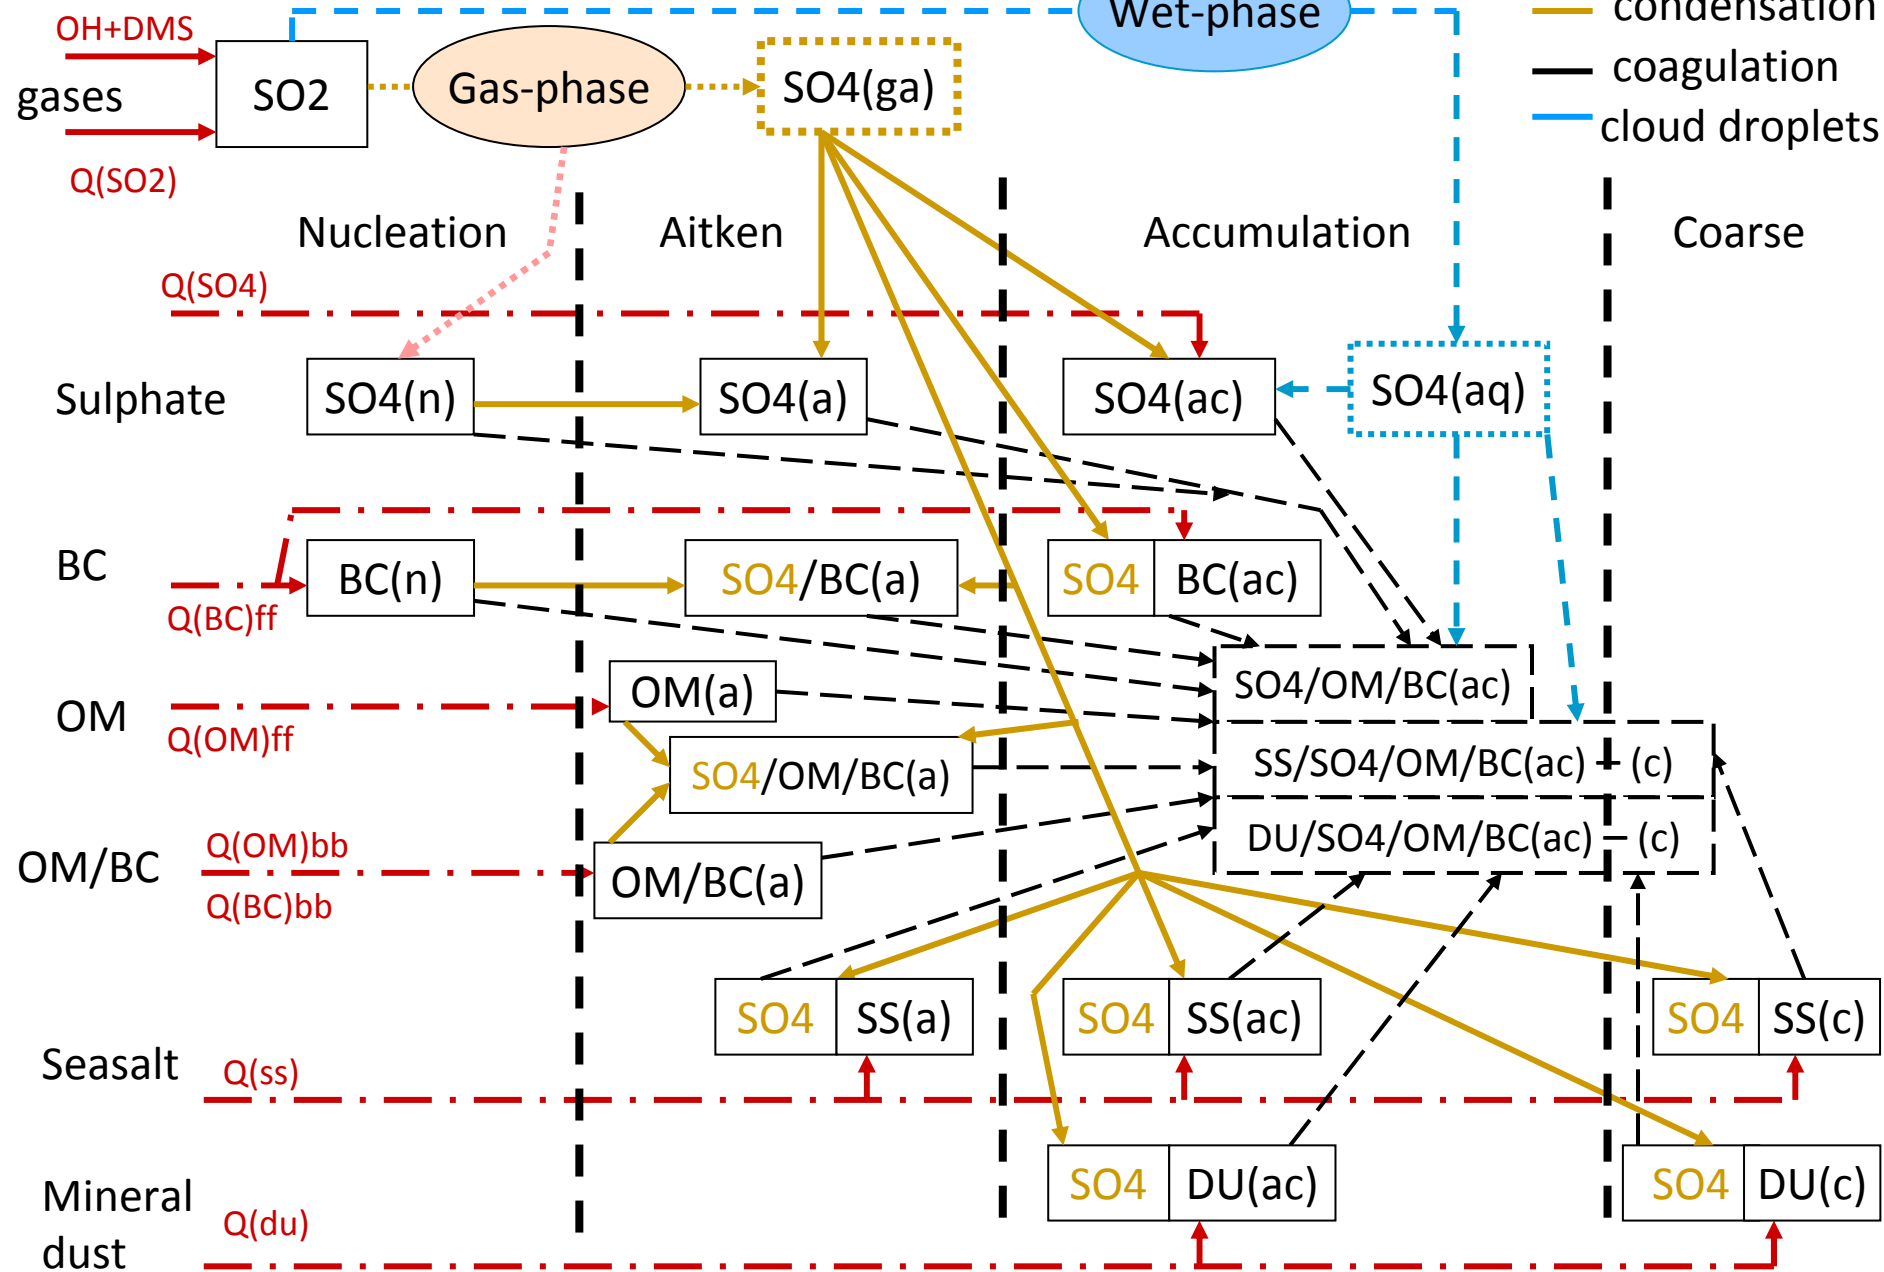 Wet-phase
condensation
OH+DMS
gases
SO2
Gas-phase
SO4(ga)
coagulation
cloud droplets
Q(SO2)
Nucleation
Aitken
Accumulation
Coarse
Q(SO4)
Sulphate
SO4(n)
SO4(a)
SO4(ac)
SO4(aq)
BC
BC(n)
SO4/BC(a)
SO4
BC(ac)
Q(BC)ff
OM
OM(a)
SO4/OM/BC(ac)
Q(OM)ff
SO4/OM/BC(a)
SS/SO4/OM/BC(ac) – (c)
OM/BC
Q(OM)bb
DU/SO4/OM/BC(ac) – (c)
Q(BC)bb
OM/BC(a)
SO4
SS(a)
SO4
SS(ac)
SO4
SS(c)
Seasalt
Q(ss)
SO4
DU(ac)
SO4
DU(c)
Mineral
dust
Q(du)